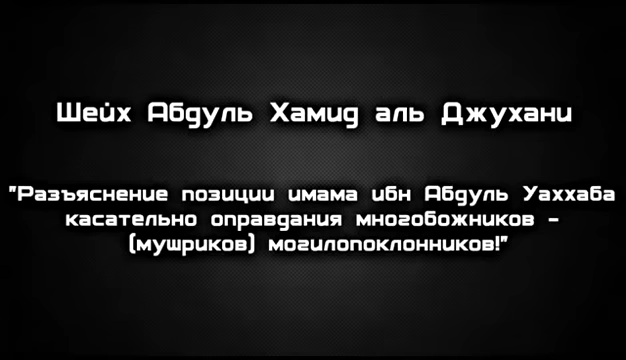 Шейх Абдуль Хамид аль Джухани
"Разъяснение позиции имама ибн Абдуль Уаххаба
касательно оправдания многобожников -
(мушриков) могилопоклонников!"